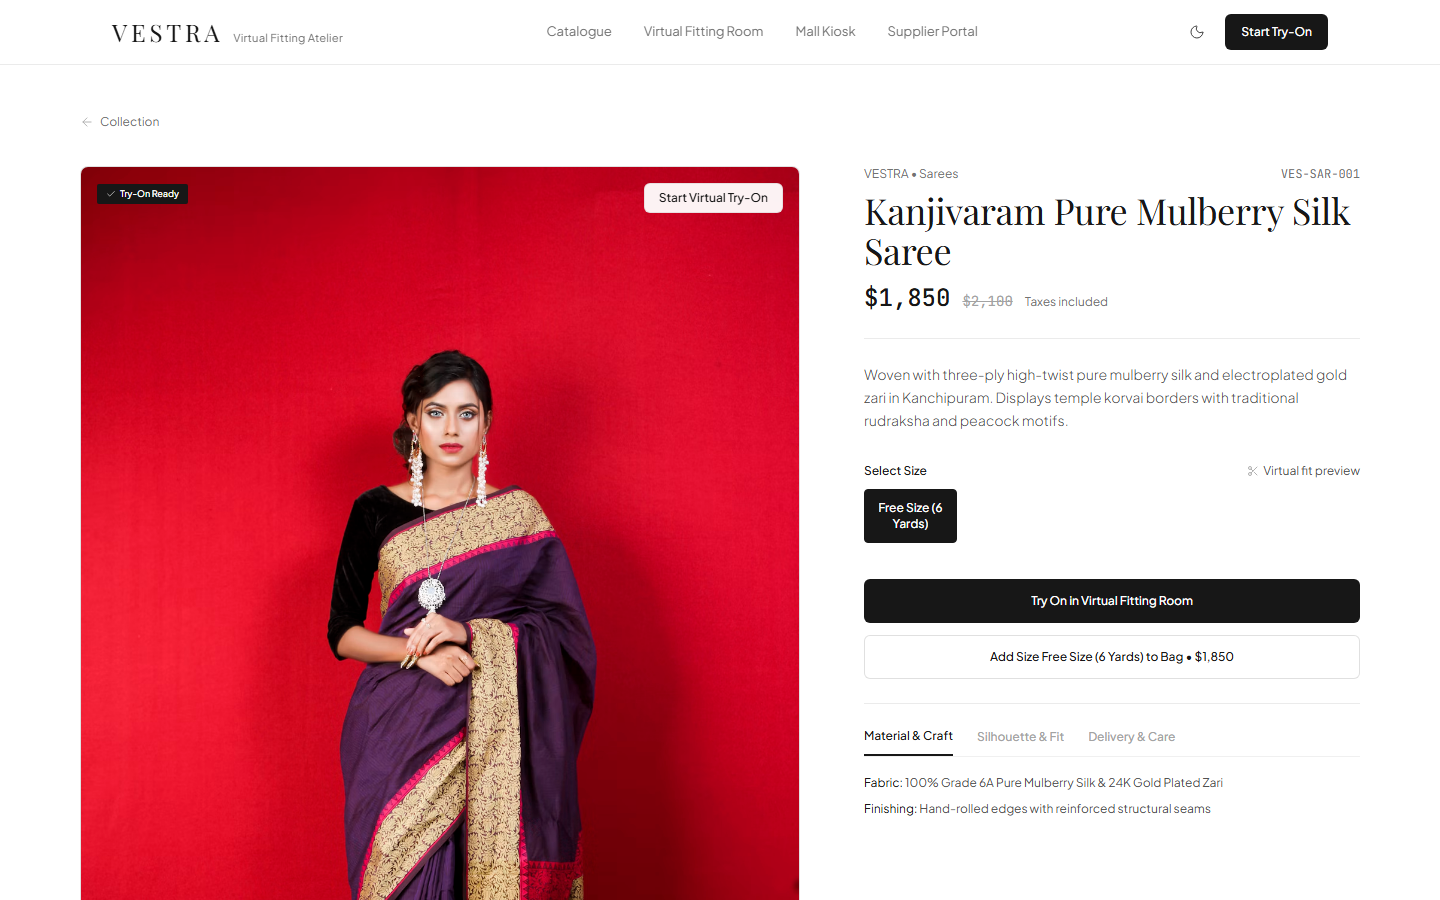 VESTRA Virtual Fitting Atelier
Catalogue Virtual Fitting Room Mall Kiosk Supplier Portal
Start Try-On
Collection
Try-On Ready
Start Virtual Try-On
VESTRA • Sarees VES-SAR-001
Kanjivaram Pure Mulberry Silk
Saree
$1,850 $2,100 Taxes included
Woven with three-ply high-twist pure mulberry silk and electroplated gold
zari in Kanchipuram. Displays temple korvai borders with traditional
rudraksha and peacock motifs.
Select Size Virtual fit preview
Free Size (6
Yards)
Try On in Virtual Fitting Room
Add Size Free Size (6 Yards) to Bag • $1,850
Material & Craft Silhouette & Fit Delivery & Care
Fabric: 100% Grade 6A Pure Mulberry Silk & 24K Gold Plated Zari
Finishing: Hand-rolled edges with reinforced structural seams